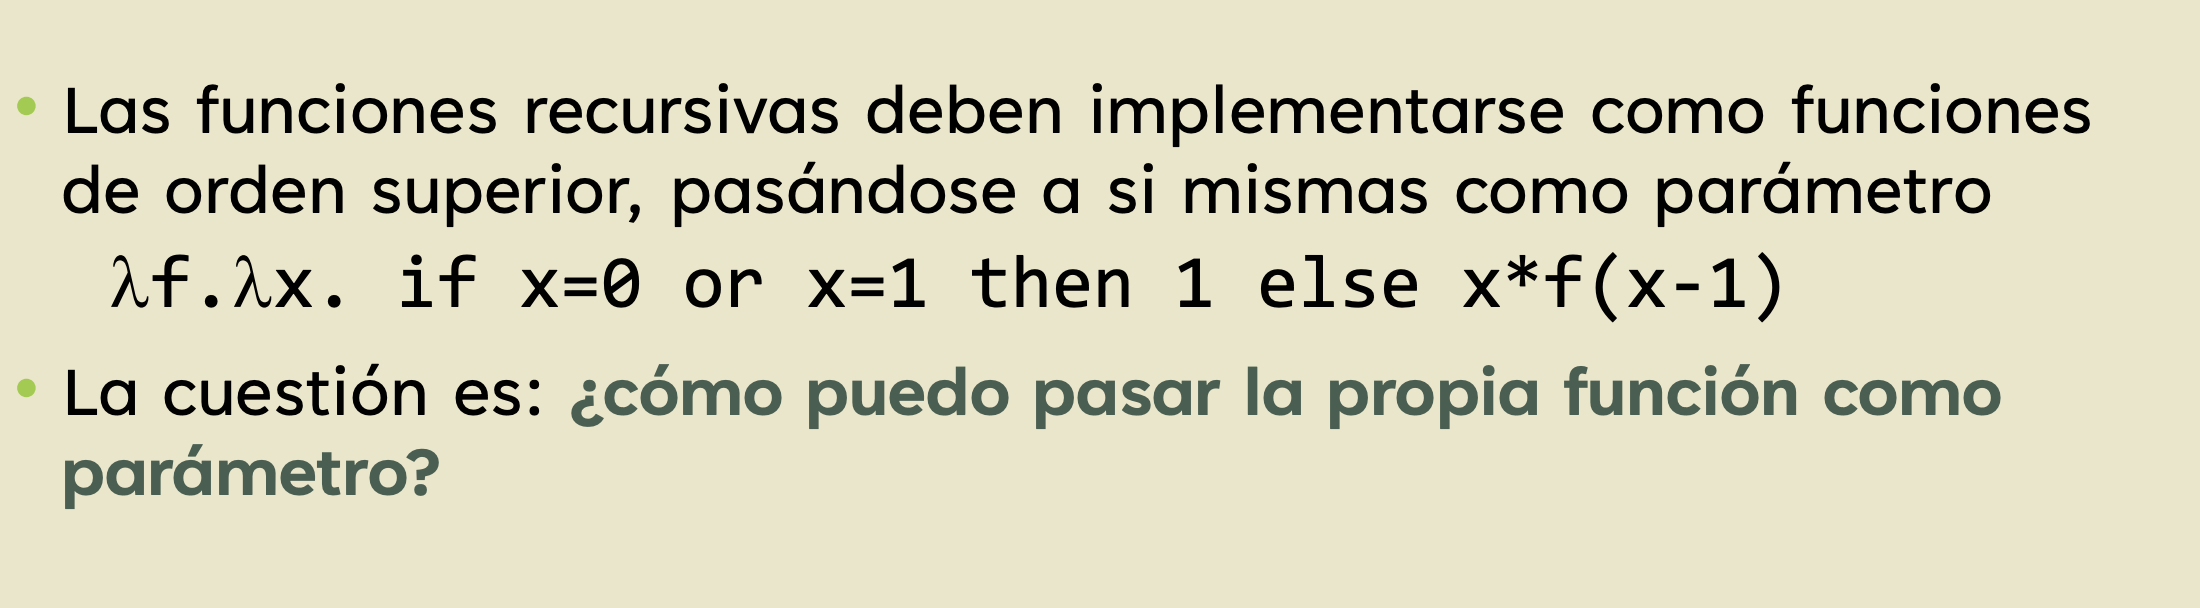 • Las funciones recursivas deben implementarse como funciones
de orden superior, pasándose a si mismas como parámetro
λf.λx. if x=0 or x=1 then 1 else x*f(x-1)
• La cuestión es: ¿cómo puedo pasar la propia función como
parámetro?